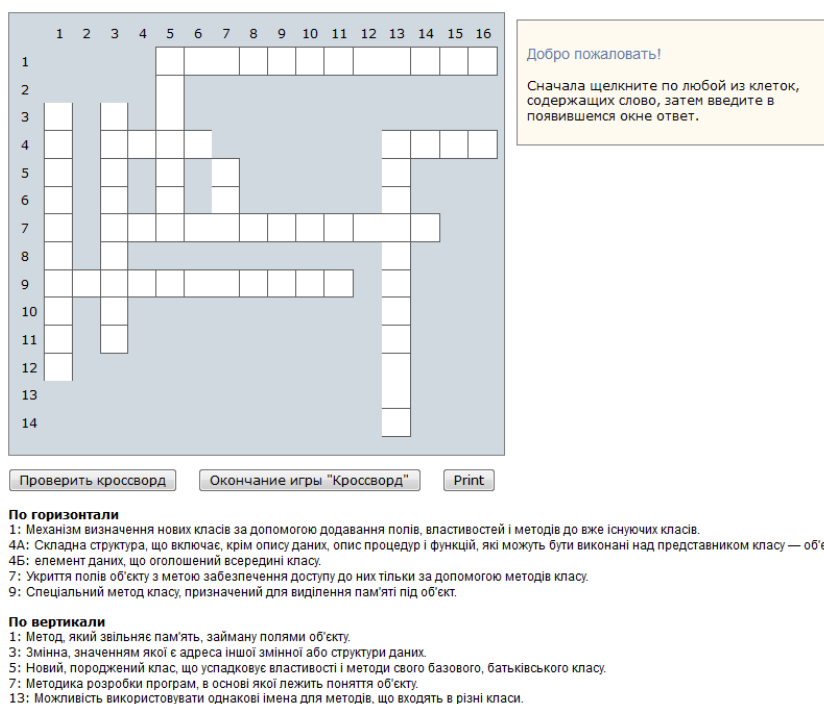 1 2 3 4 5 6 7 8 9 10 11 12 13 14 15 16
1
2
3
4
5
6
7
8
9
10
11
12
13
14
Добро пожаловать!
Сначала щелкните по любой из клеток,
содержащих слово, затем введите в
появившемся окне ответ.
Проверить кроссворд
Окончание игры "Кроссворд"
Print
По горизонтали
1: Механізм визначення нових класів за допомогою додавання полів, властивостей і методів до вже існуючих класів.
4А: Складна структура, що включає, крім опису даних, опис процедур і функцій, які можуть бути виконані над представником класу — об'є
4Б: елемент даних, що оголошений всередині класу.
7: Укриття полів об'єкту з метою забезпечення доступу до них тільки за допомогою методів класу.
9: Спеціальний метод класу, призначений для виділення пам'яті під об'єкт.
По вертикали
1: Метод, який звільняє пам'ять, займану полями об'єкту.
3: Змінна, значенням якої є адреса іншої змінної або структури даних.
5: Новий, породжений клас, що успадковує властивості і методи свого базового, батьківського класу.
7: Методика розробки програм, в основі якої лежить поняття об'єкту.
13: Можливість використовувати однакові імена для методів, що входять в різні класи.